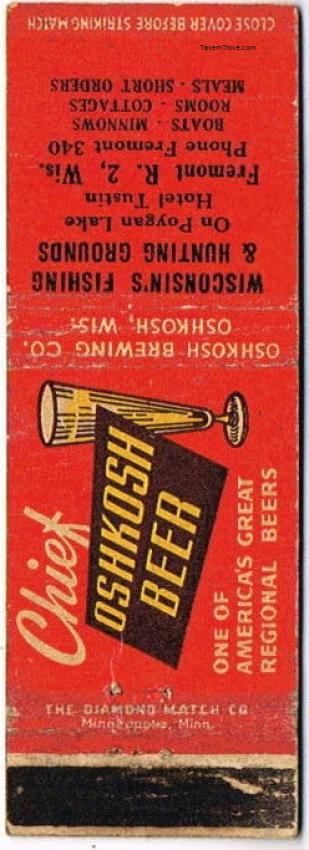 CLOSE COVER BEFORE STRIKING MATCH
TavernTrove.com
WISCONSIN'S FISHING
& HUNTING GROUNDS
On Poygan Lake
Hotel Tustin
Fremont R. 2, Wis.
Phone Fremont 340
BOATS - MINNOWS
ROOMS - COTTAGES
MEALS - SHORT ORDERS
OSHKOSH BREWING CO.
OSHKOSH, WIS.
Chief
OSHKOSH
BEER
ONE OF
AMERICA'S GREAT
REGIONAL BEERS
THE DIAMOND MATCH CO
Minneapolis, Minn.